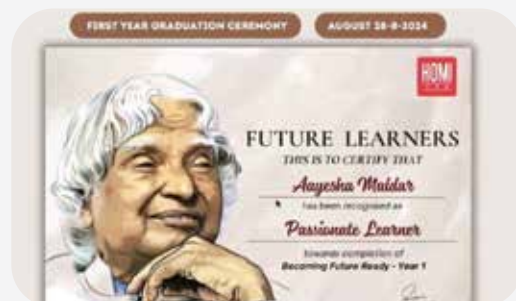 FIRST YEAR GRADUATION CEREMONY
AUGUST 28-8-2024
HOMI
LAB
FUTURE LEARNERS
THIS IS TO CERTIFY THAT
Aayesha Maldar
has been recognised as
Passionate Learner
towards completion of
Becoming Future Ready - Year 1